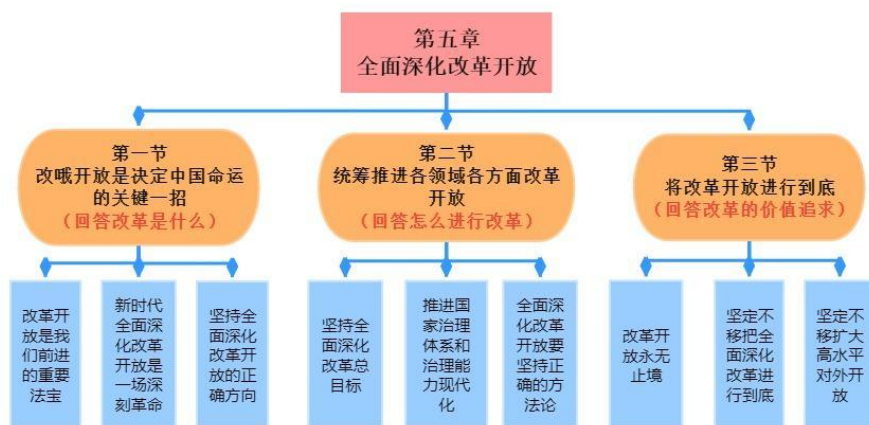 第五章
全面深化改革开放
第一节
改哦开放是决定中国命运
的关键一招
（回答改革是什么）
第二节
统筹推进各领域各方面改革
开放
（回答怎么进行改革）
第三节
将改革开放进行到底
（回答改革的价值追求）
改革开
放是我
们前进
的重要
法宝
新时代
全面深
化改革
开放是
一场深
刻革命
坚持全
面深化
改革开
放的正
确方向
坚持全
面深化
改革总
目标
推进国
家治理
体系和
治理能
力现代
化
全面深
化改革
开放要
坚持正
确的方
法论
改革开
放永无
止境
坚定不
移把全
面深化
改革进
行到底
坚定不
移扩大
高水平
对外开
放